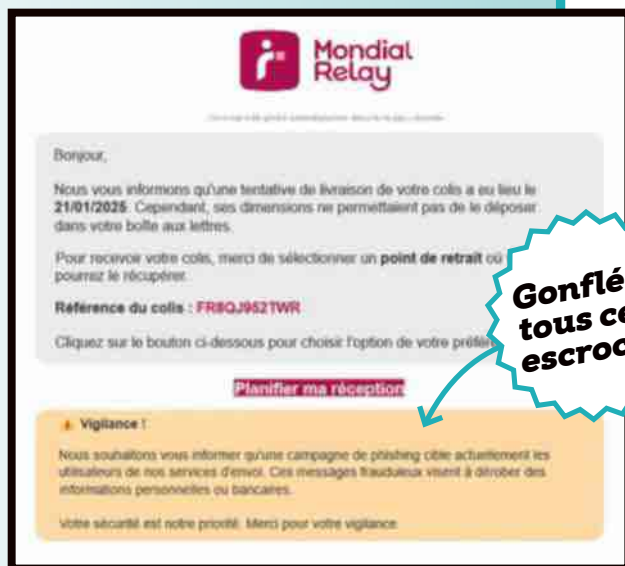 Mondial
Relay
Bonjour,
Nous vous informons qu'une tentative de livraison de votre colis a eu lieu le
21/01/2025. Cependant, ses dimensions ne permettaient pas de le déposer
dans votre boîte aux lettres.
Pour recevoir votre colis, merci de sélectionner un point de retrait où
pourrez le récupérer.
Référence du colis : FR8QJ952TWR
Cliquez sur le bouton ci-dessous pour choisir l'option de votre
Gonflé
tous
Planifier ma réception
Vigilance !
Nous souhaitons vous informer qu'une campagne de phishing cible actuellement les
utilisateurs de nos services d'envoi. Ces messages frauduleux visent à dérober des
informations personnelles ou bancaires.
Votre sécurité est notre priorité. Merci pour votre vigilance.